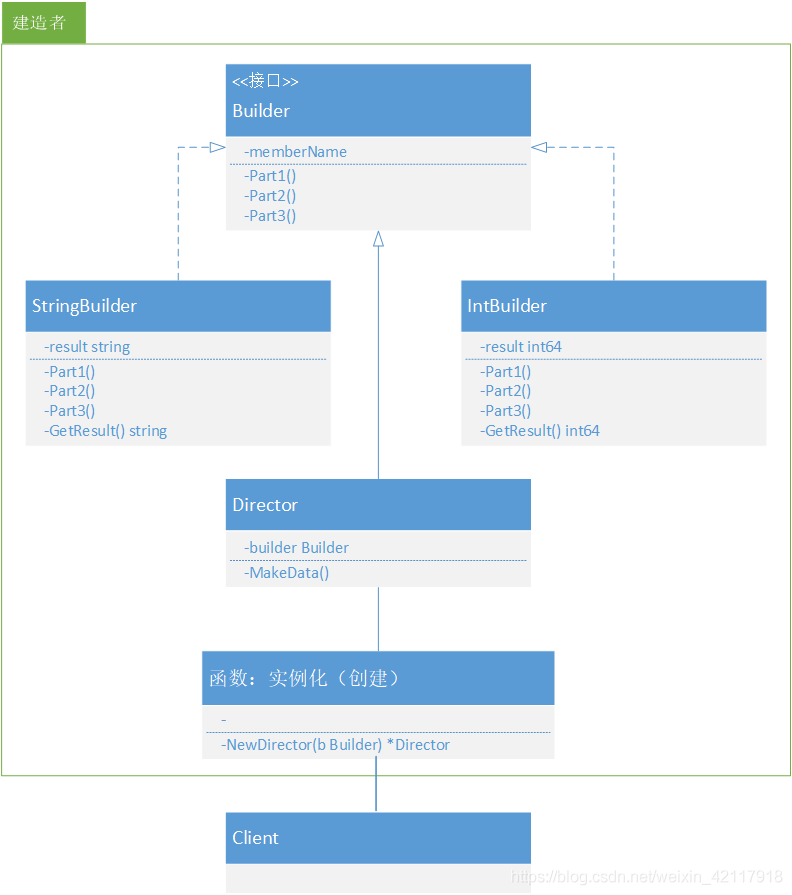 建造者
<<接口>>
Builder
-memberName
-Part1()
-Part2()
-Part3()
StringBuilder
-result string
-Part1()
-Part2()
-Part3()
-GetResult() string
IntBuilder
-result int64
-Part1()
-Part2()
-Part3()
-GetResult() int64
Director
-builder Builder
-MakeData()
函数：实例化（创建）
-
-NewDirector(b Builder) *Director
Client
https://blog.csdn.net/weixin_42117918